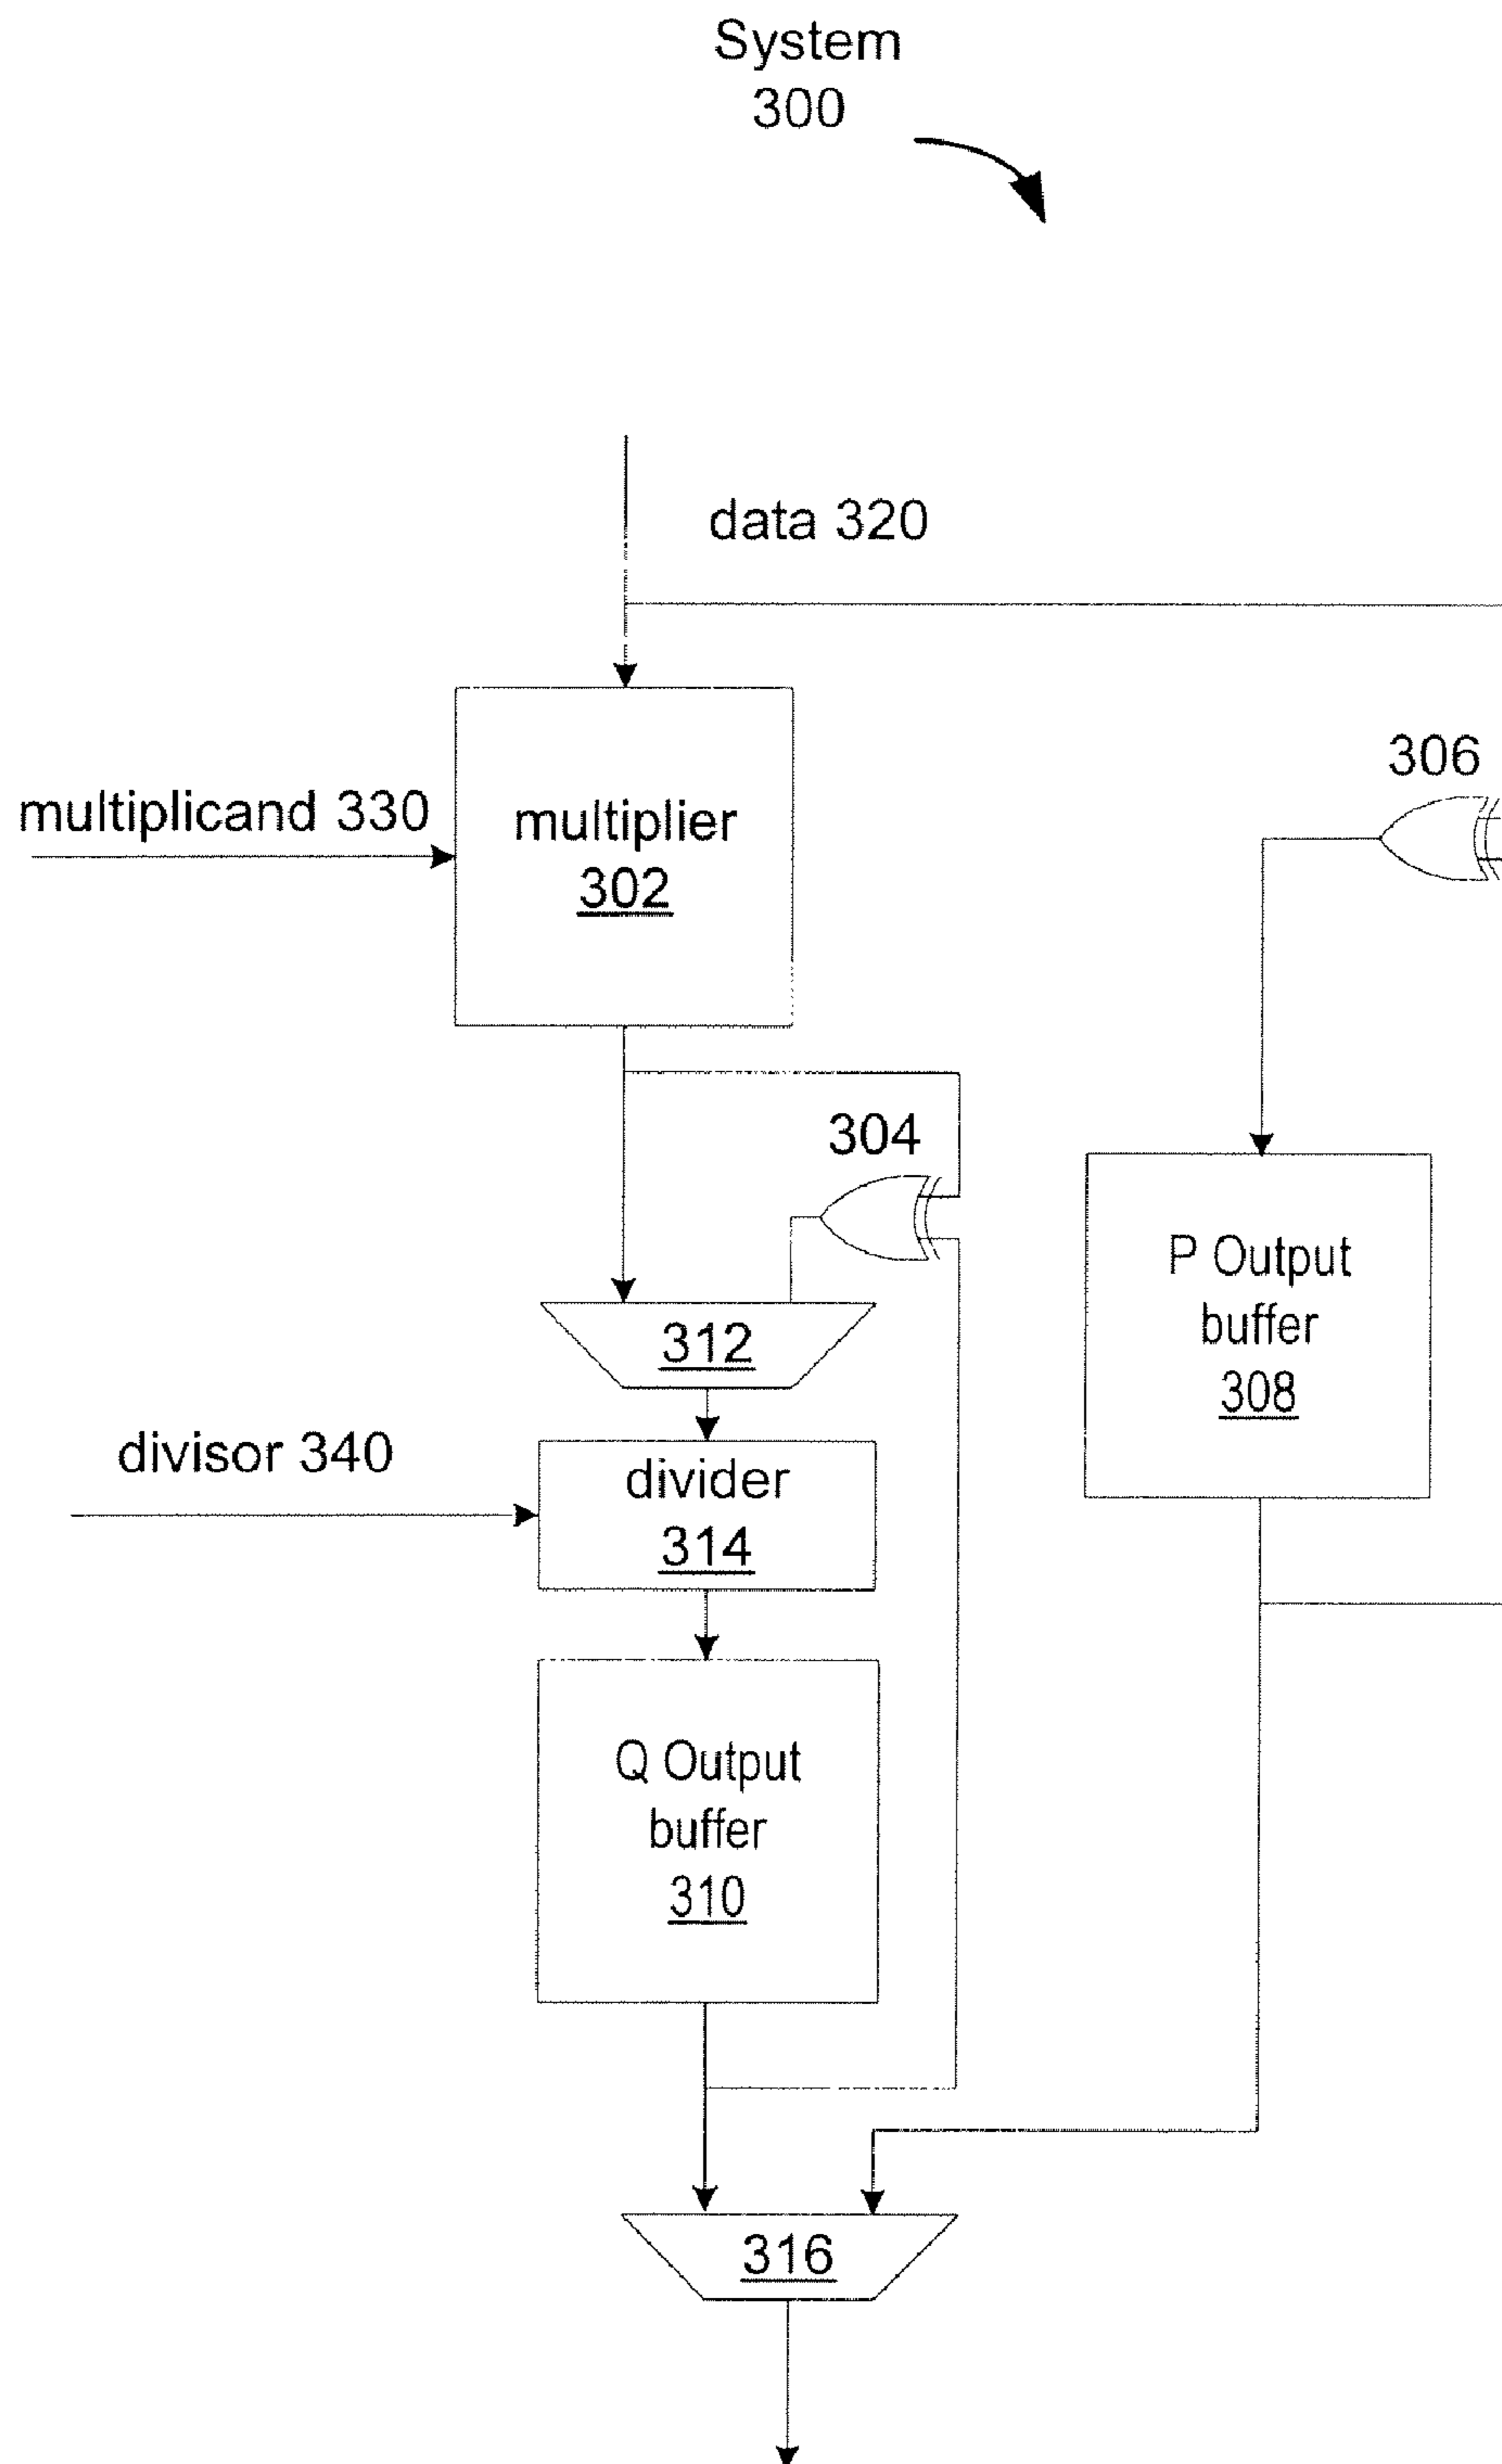 System
300
data 320
306
multiplicand 330
multiplier
302
304
P Output
buffer
308
312
divisor 340
divider
314
Q Output
buffer
310
316